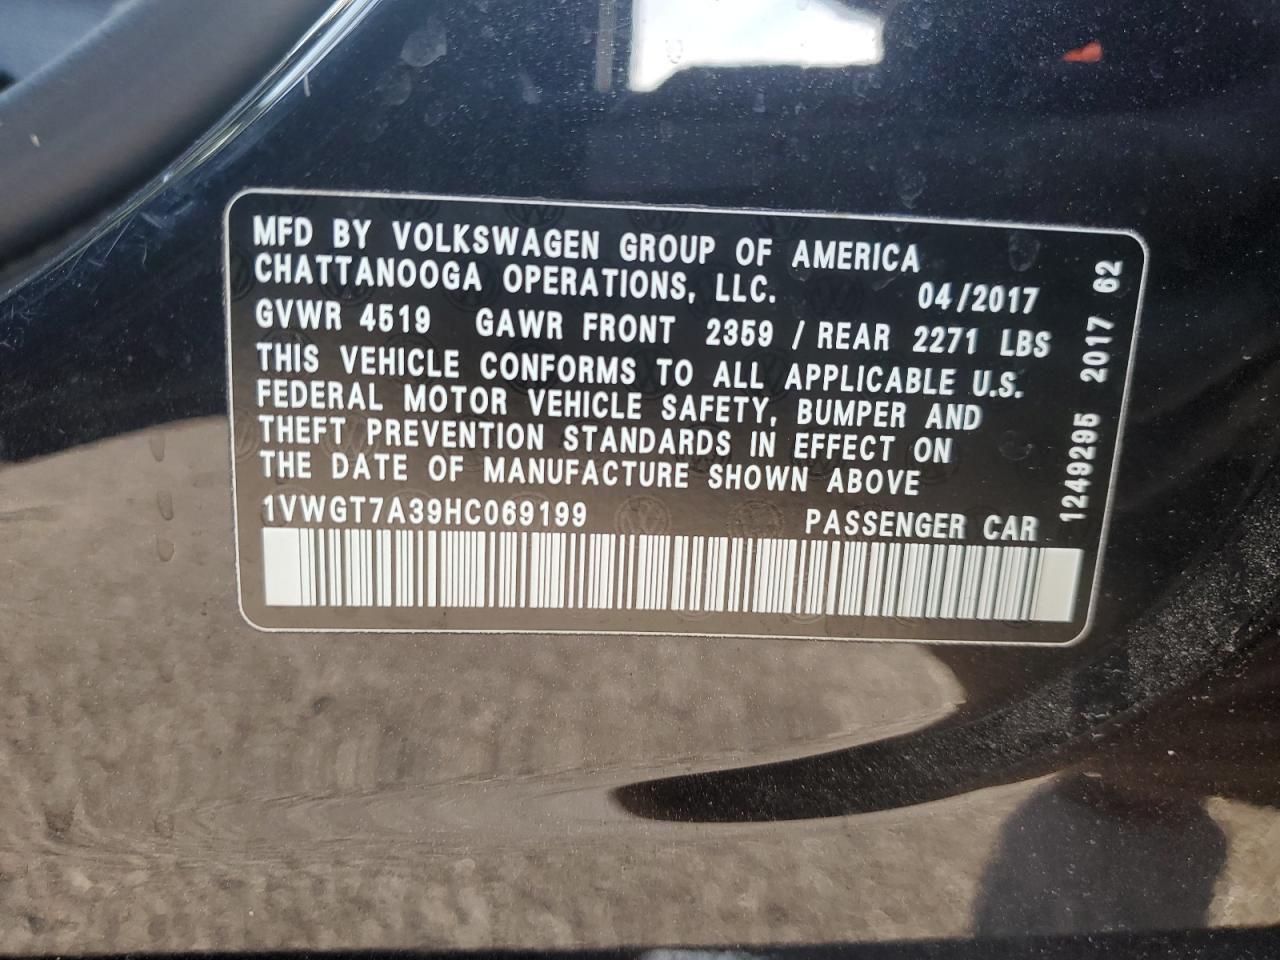 MFD BY VOLKSWAGEN GROUP OF AMERICA
CHATTANOOGA OPERATIONS, LLC. 04/2017
GVWR 4519 GAWR FRONT 2359 / REAR 2271 LBS
THIS VEHICLE CONFORMS TO ALL APPLICABLE U.S.
FEDERAL MOTOR VEHICLE SAFETY, BUMPER AND
THEFT PREVENTION STANDARDS IN EFFECT ON
THE DATE OF MANUFACTURE SHOWN ABOVE
1VWGT7A39HC069199 PASSENGER CAR
1249295 2017 62